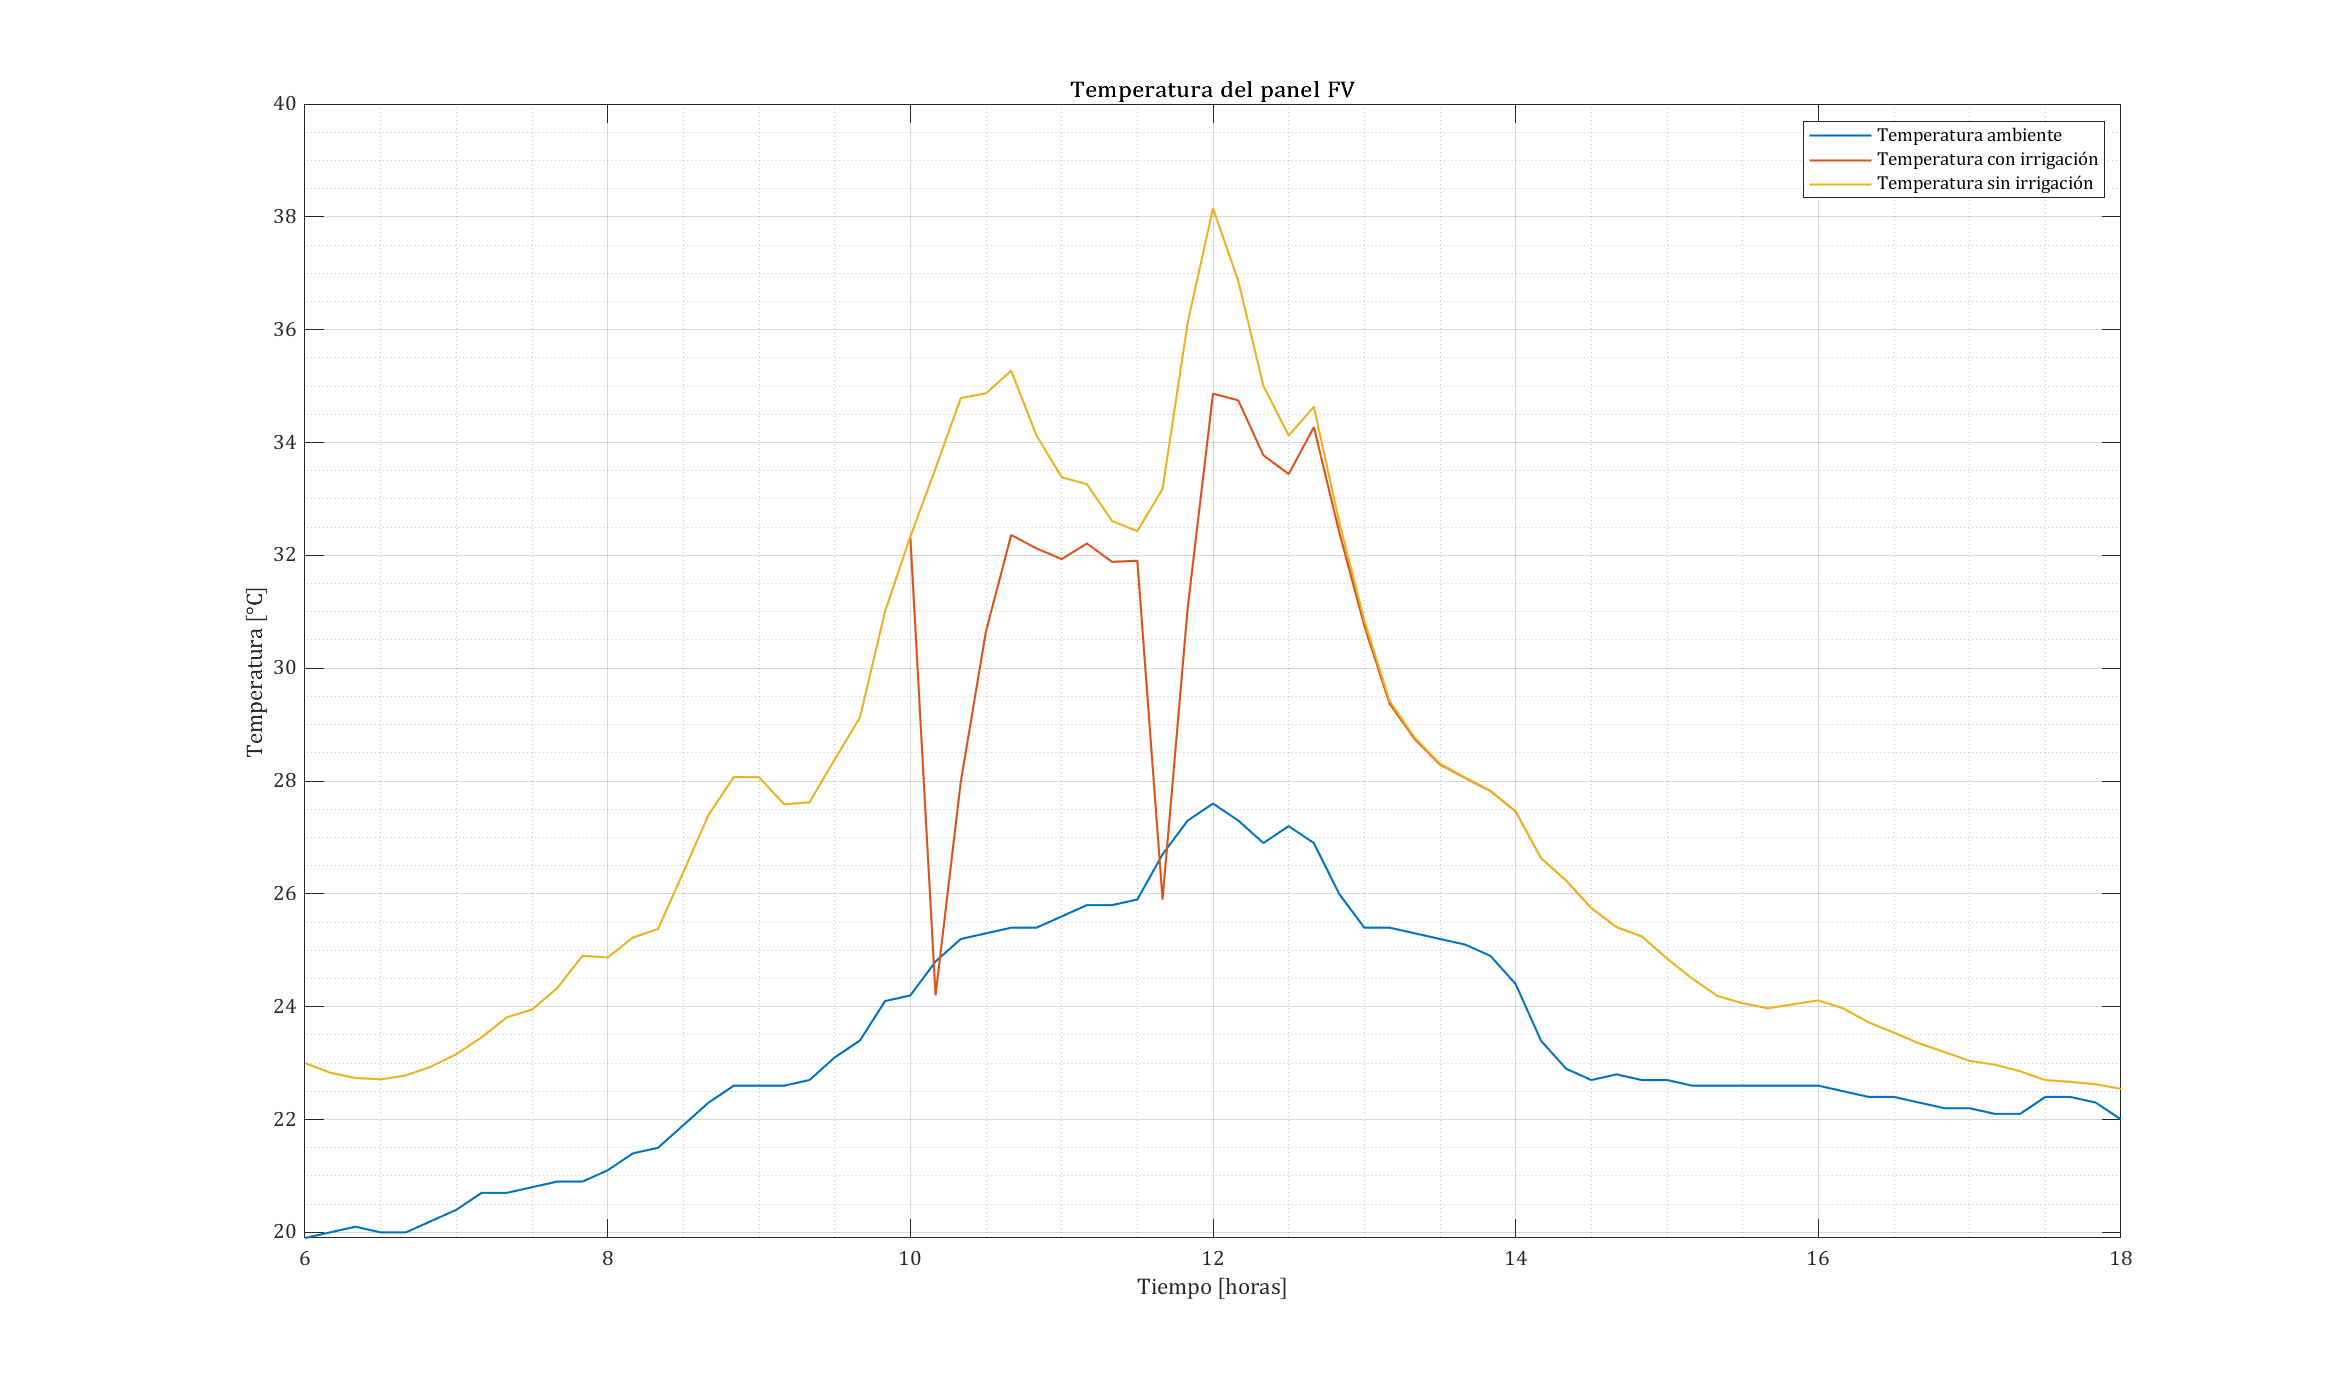 Temperatura del panel FV
40
38
36
34
32
30
28
26
24
22
20
Temperatura [°C]
Temperatura ambiente
Temperatura con irrigación
Temperatura sin irrigación
6 8 10 12 14 16 18
Tiempo [horas]